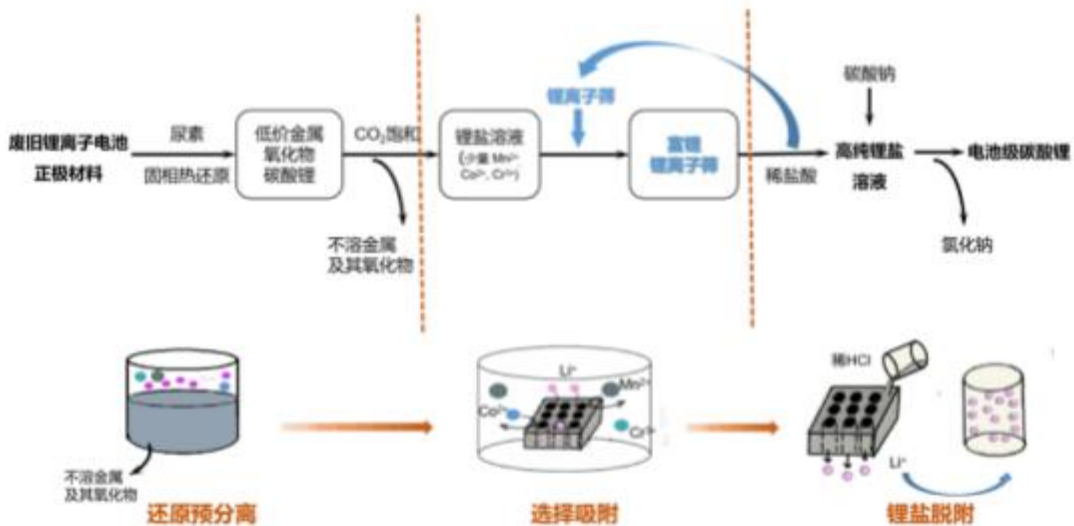 碳酸钠
锂离子筛
废旧锂离子电池
正极材料
尿素
固相热还原
低价金属
氧化物
碳酸锂
CO₂饱和
锂盐溶液
(少量 Mn²⁺
Co²⁺, Cr³⁺)
富锂
锂离子筛
稀盐酸
高纯锂盐
溶液
电池级碳酸锂
不溶金属
及其氧化物
氯化钠
稀HCl
Li⁺
Mn²⁺
Co²⁺
Cr³⁺
Li⁺
不溶金属
及其氧化物
还原预分离
选择吸附
锂盐脱附